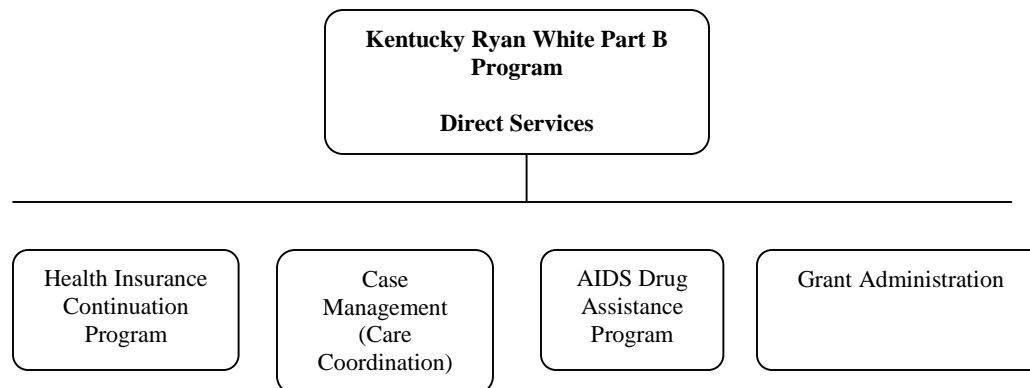 Kentucky Ryan White Part B
Program
Direct Services
Health Insurance
Continuation
Program
Case
Management
(Care
Coordination)
AIDS Drug
Assistance
Program
Grant Administration